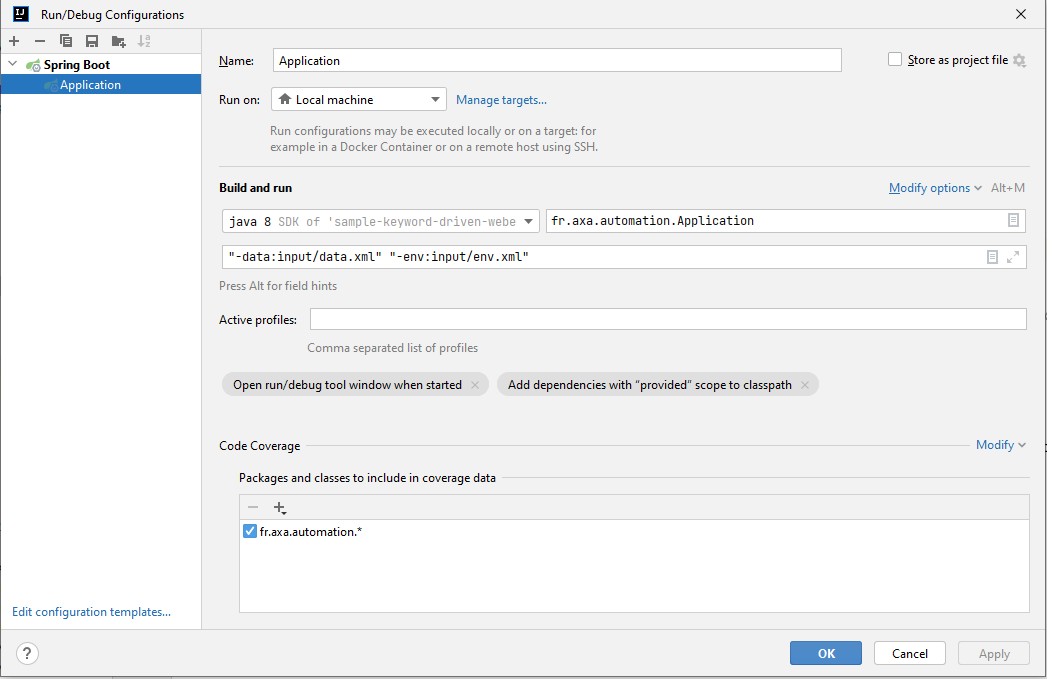 IJ
Run/Debug Configurations
Spring Boot
Application
Edit configuration templates...
Name:
Application
Store as project file
Run on:
Local machine
Manage targets...
Run configurations may be executed locally or on a target: for
example in a Docker Container or on a remote host using SSH.
Build and run
Modify options
Alt+M
java 8 SDK of 'sample-keyword-driven-webe
fr.axa.automation.Application
"-data:input/data.xml" "-env:input/env.xml"
Press Alt for field hints
Active profiles:
Comma separated list of profiles
Open run/debug tool window when started
Add dependencies with “provided” scope to classpath
Code Coverage
Modify
Packages and classes to include in coverage data
fr.axa.automation.*
?
OK
Cancel
Apply